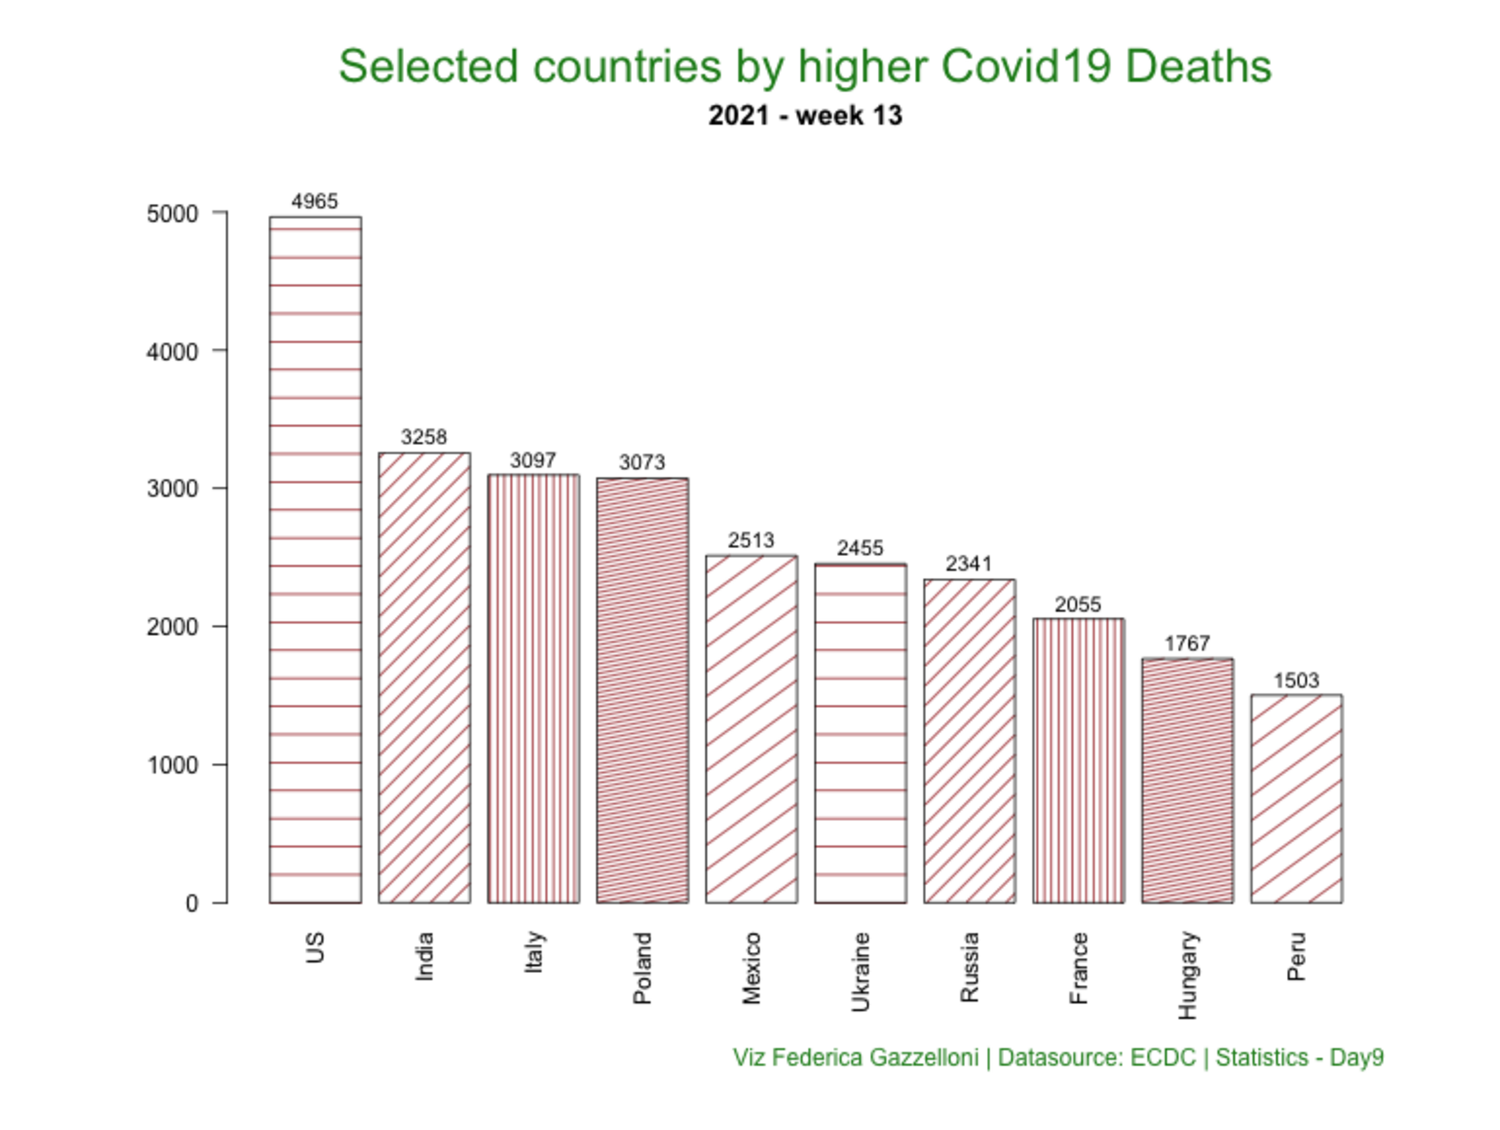 Selected countries by higher Covid19 Deaths
2021 - week 13
5000
4000
3000
2000
1000
0
4965
3258
3097
3073
2513
2455
2341
2055
1767
1503
US
India
Italy
Poland
Mexico
Ukraine
Russia
France
Hungary
Peru
Viz Federica Gazzelloni | Datasource: ECDC | Statistics - Day9